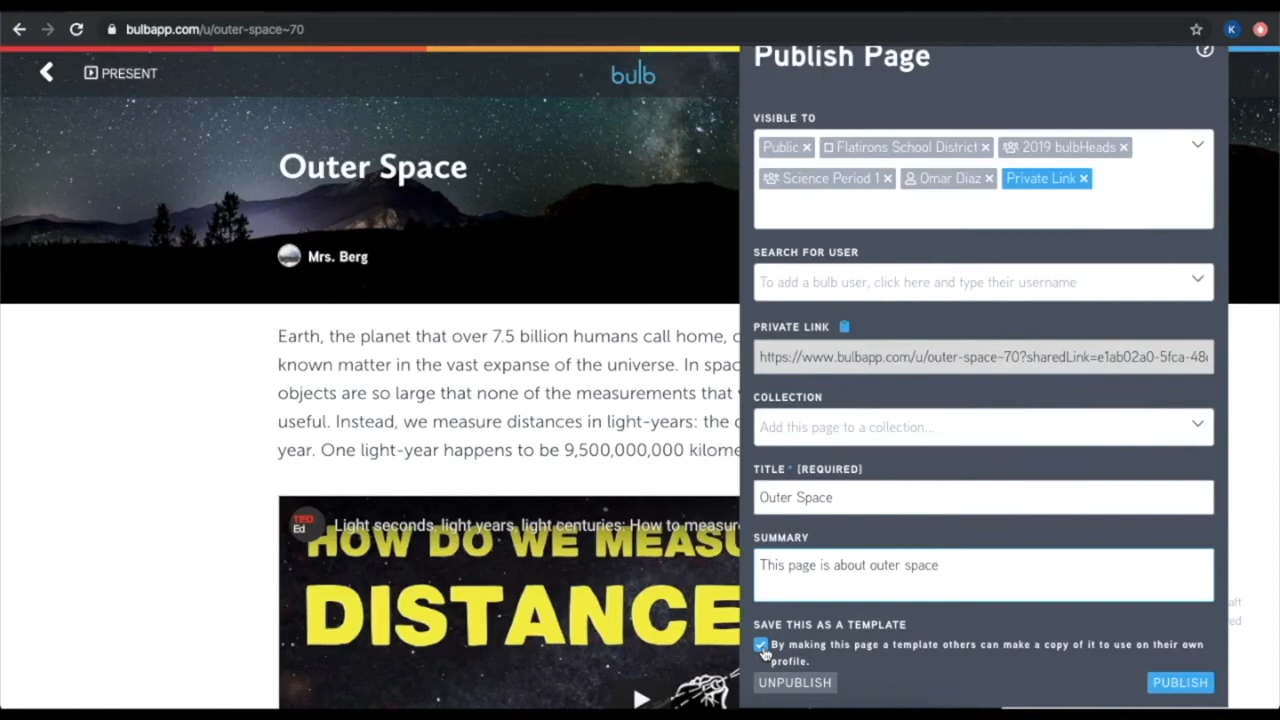 bulbapp.com/u/outer-space~70
K
PRESENT
bulb
Outer Space
Mrs. Berg
Earth, the planet that over 7.5 billion humans call home,
known matter in the vast expanse of the universe. In
objects are so large that none of the measurements that
useful. Instead, we measure distances in light-years: the
year. One light-year happens to be 9,500,000,000
TED
Ed
Light seconds, light years, light centuries: How to
HOW DO WE
DISTANCE
Publish Page
?
VISIBLE TO
Public × Flatirons School District × 2019 bulbHeads ×
Science Period 1 × Omar Diaz × Private Link ×
SEARCH FOR USER
To add a bulb user, click here and type their username
PRIVATE LINK
https://www.bulbapp.com/u/outer-space~70?sharedLink=e1ab02a0-5fca-48
COLLECTION
Add this page to a collection...
TITLE * [REQUIRED]
Outer Space
SUMMARY
This page is about outer space
SAVE THIS AS A TEMPLATE
By making this page a template others can make a copy of it to use on their own
profile.
UNPUBLISH PUBLISH